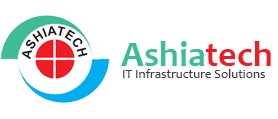 ASHIATECH
Ashiatech
IT Infrastructure Solutions